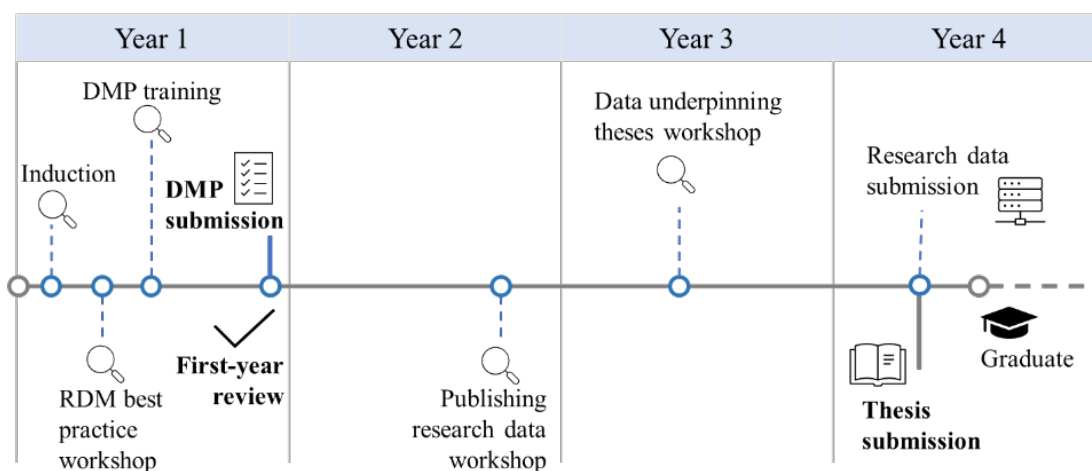 Year 1
Year 2
Year 3
Year 4
DMP training
Induction
DMP
submission
RDM best
practice
workshop
First-year
review
Publishing
research data
workshop
Data underpinning
theses workshop
Research data
submission
Thesis
submission
Graduate